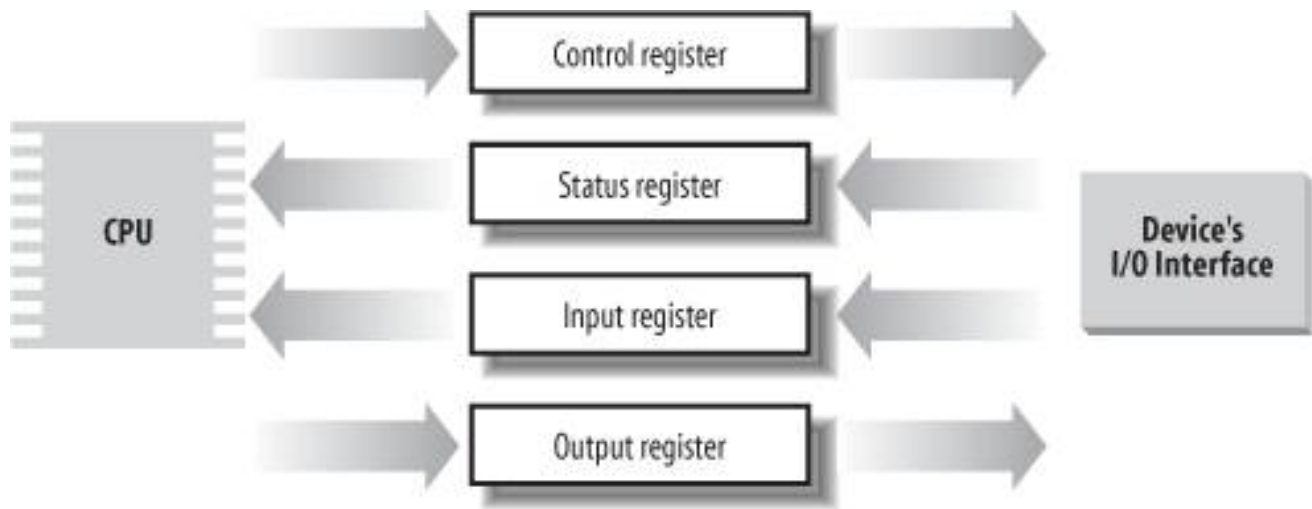 Control register
Status register
CPU
Device's
I/O Interface
Input register
Output register